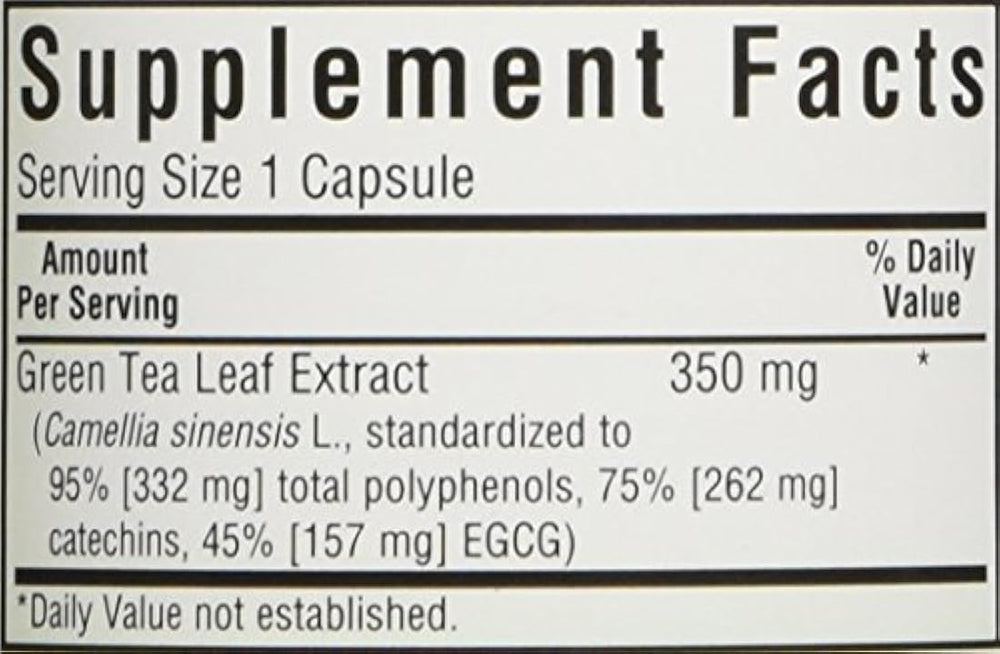 Supplement Facts
Serving Size 1 Capsule
Amount
Per Serving
% Daily
Value
Green Tea Leaf Extract 350 mg *
(Camellia sinensis L., standardized to
95% [332 mg] total polyphenols, 75% [262 mg]
catechins, 45% [157 mg] EGCG)
*Daily Value not established.